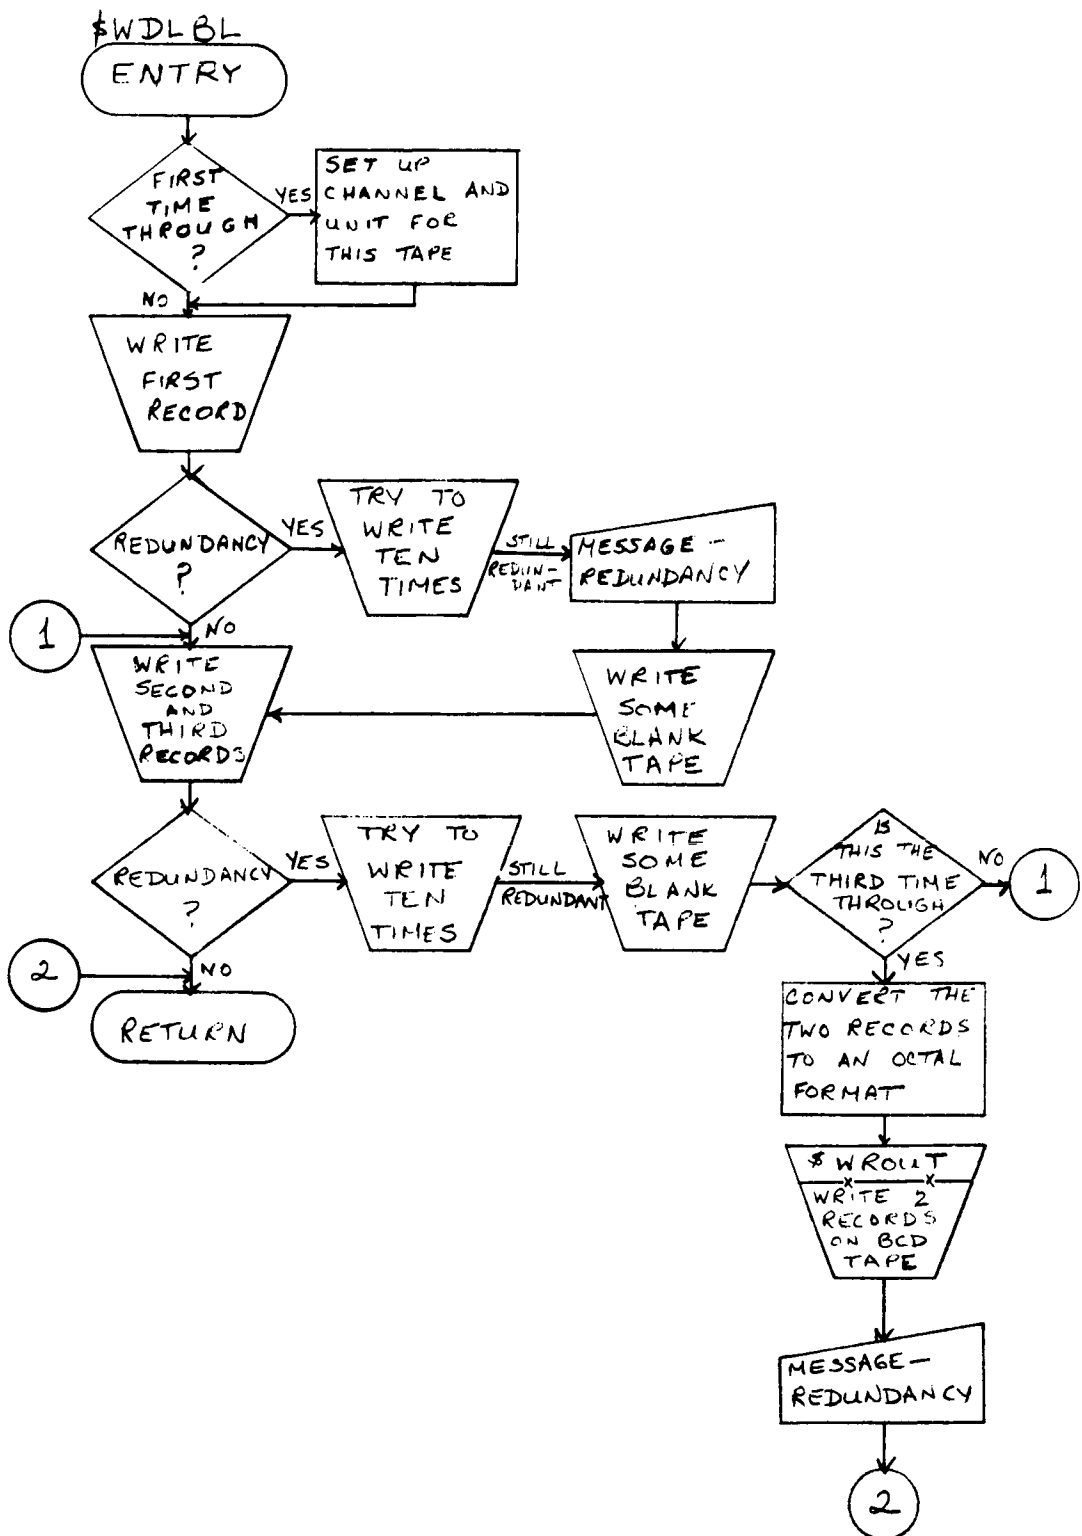 $WDLBL
ENTRY
FIRST
TIME
THROUGH
?
YES
SET UP
CHANNEL AND
UNIT FOR
THIS TAPE
NO
WRITE
FIRST
RECORD
REDUNDANCY
?
YES
TRY TO
WRITE
TEN
TIMES
STILL
REDUN-
DANT
MESSAGE-
REDUNDANCY
1
NO
WRITE
SECOND
AND
THIRD
RECORDS
WRITE
SOME
BLANK
TAPE
REDUNDANCY
?
YES
TRY TO
WRITE
TEN
TIMES
STILL
REDUNDANT
WRITE
SOME
BLANK
TAPE
IS
THIS THE
THIRD TIME
THROUGH
?
NO
1
2
NO
RETURN
YES
CONVERT THE
TWO RECORDS
TO AN OCTAL
FORMAT
$ WROUT
WRITE 2
RECORDS
ON BCD
TAPE
MESSAGE-
REDUNDANCY
2